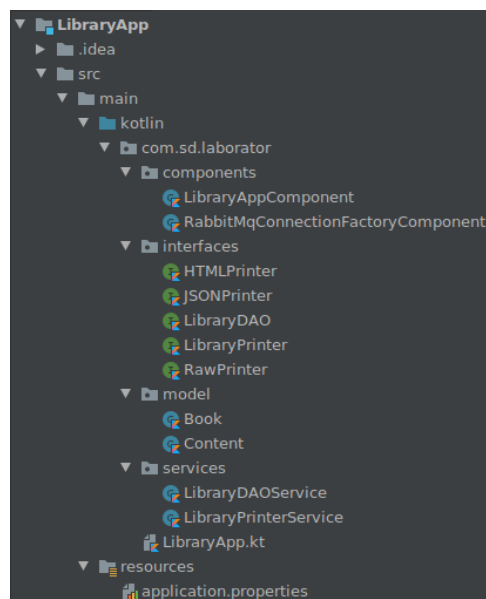 LibraryApp
.idea
src
main
kotlin
com.sd.laborator
components
LibraryAppComponent
RabbitMqConnectionFactoryComponent
interfaces
HTMLPrinter
JSONPrinter
LibraryDAO
LibraryPrinter
RawPrinter
model
Book
Content
services
LibraryDAOService
LibraryPrinterService
LibraryApp.kt
resources
application.properties